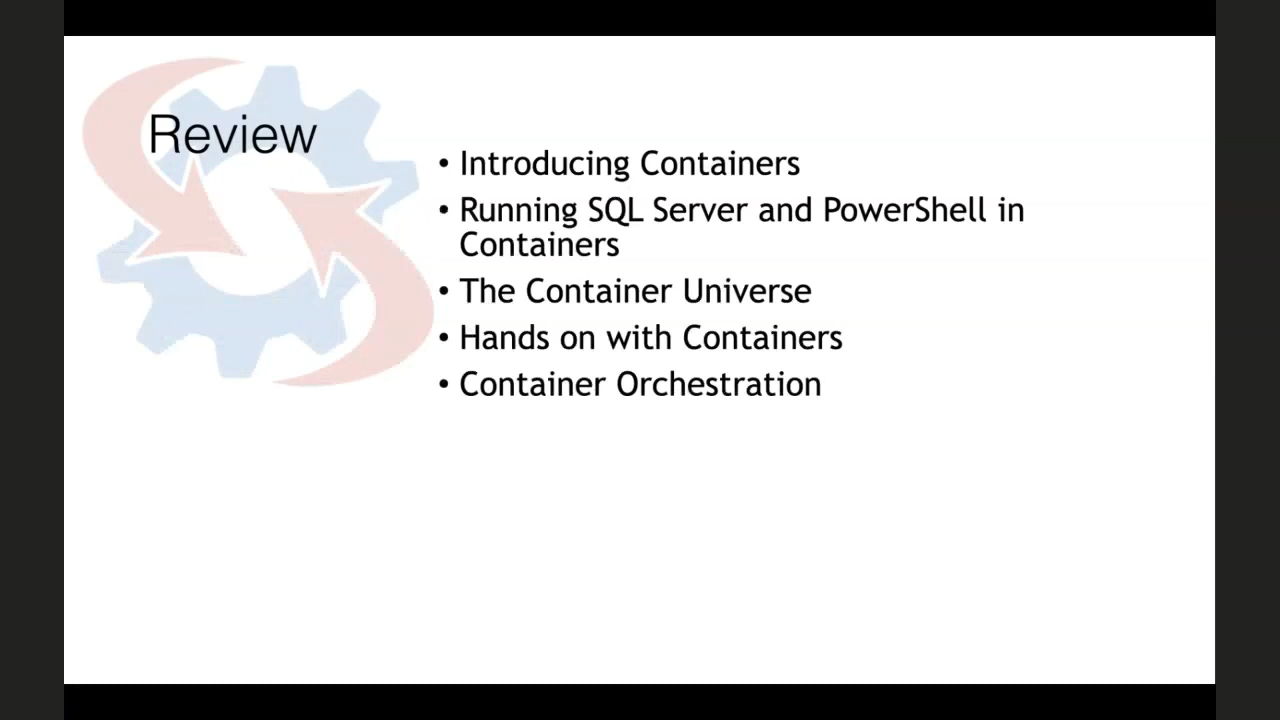 Review
• Introducing Containers
• Running SQL Server and PowerShell in
Containers
• The Container Universe
• Hands on with Containers
• Container Orchestration